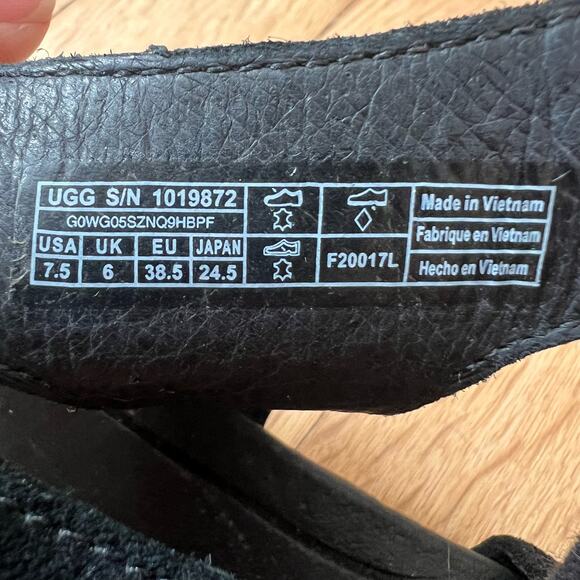 UGG S/N 1019872
G0WG05SZNQ9HBPF
USA UK EU JAPAN
7.5 6 38.5 24.5
F20017L
Made in Vietnam
Fabrique en Vietnam
Hecho en Vietnam